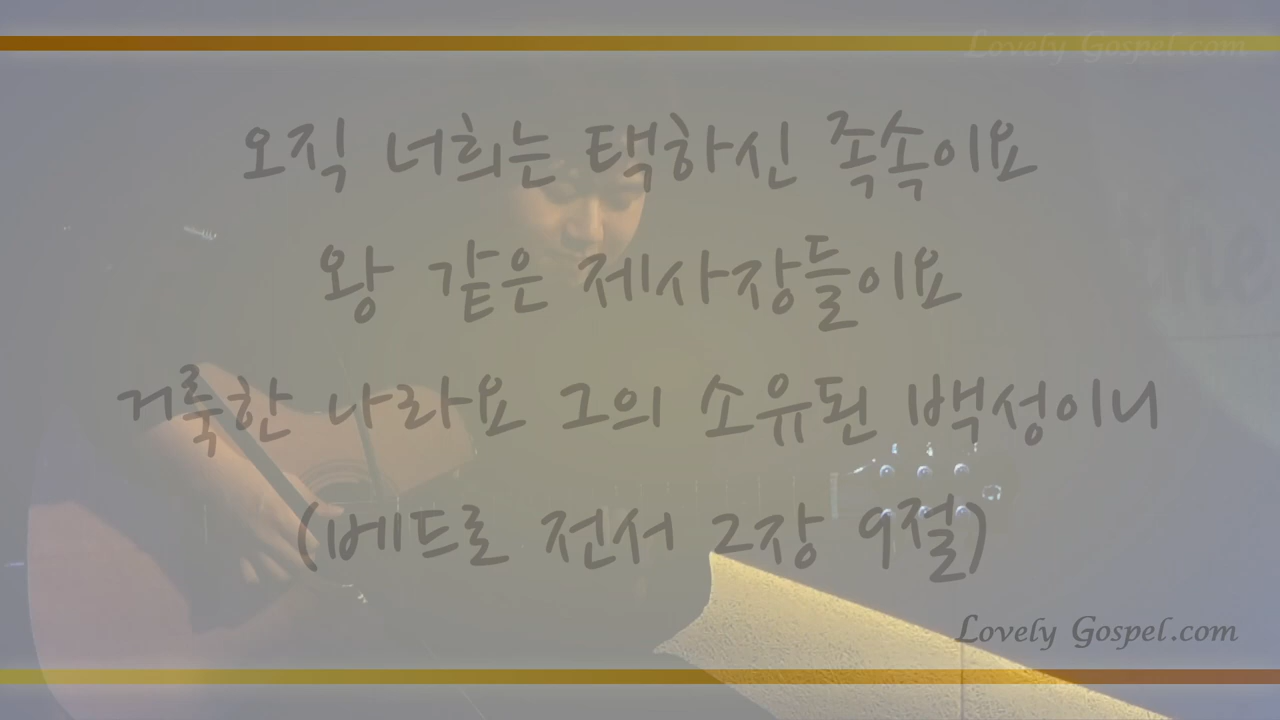 Lovely Gospel.com
오직 너희는 택하신 족속이요
왕 같은 제사장들이요
거룩한 나라요 그의 소유된 백성이니
(베드로 전서 2장 9절)
Lovely Gospel.com